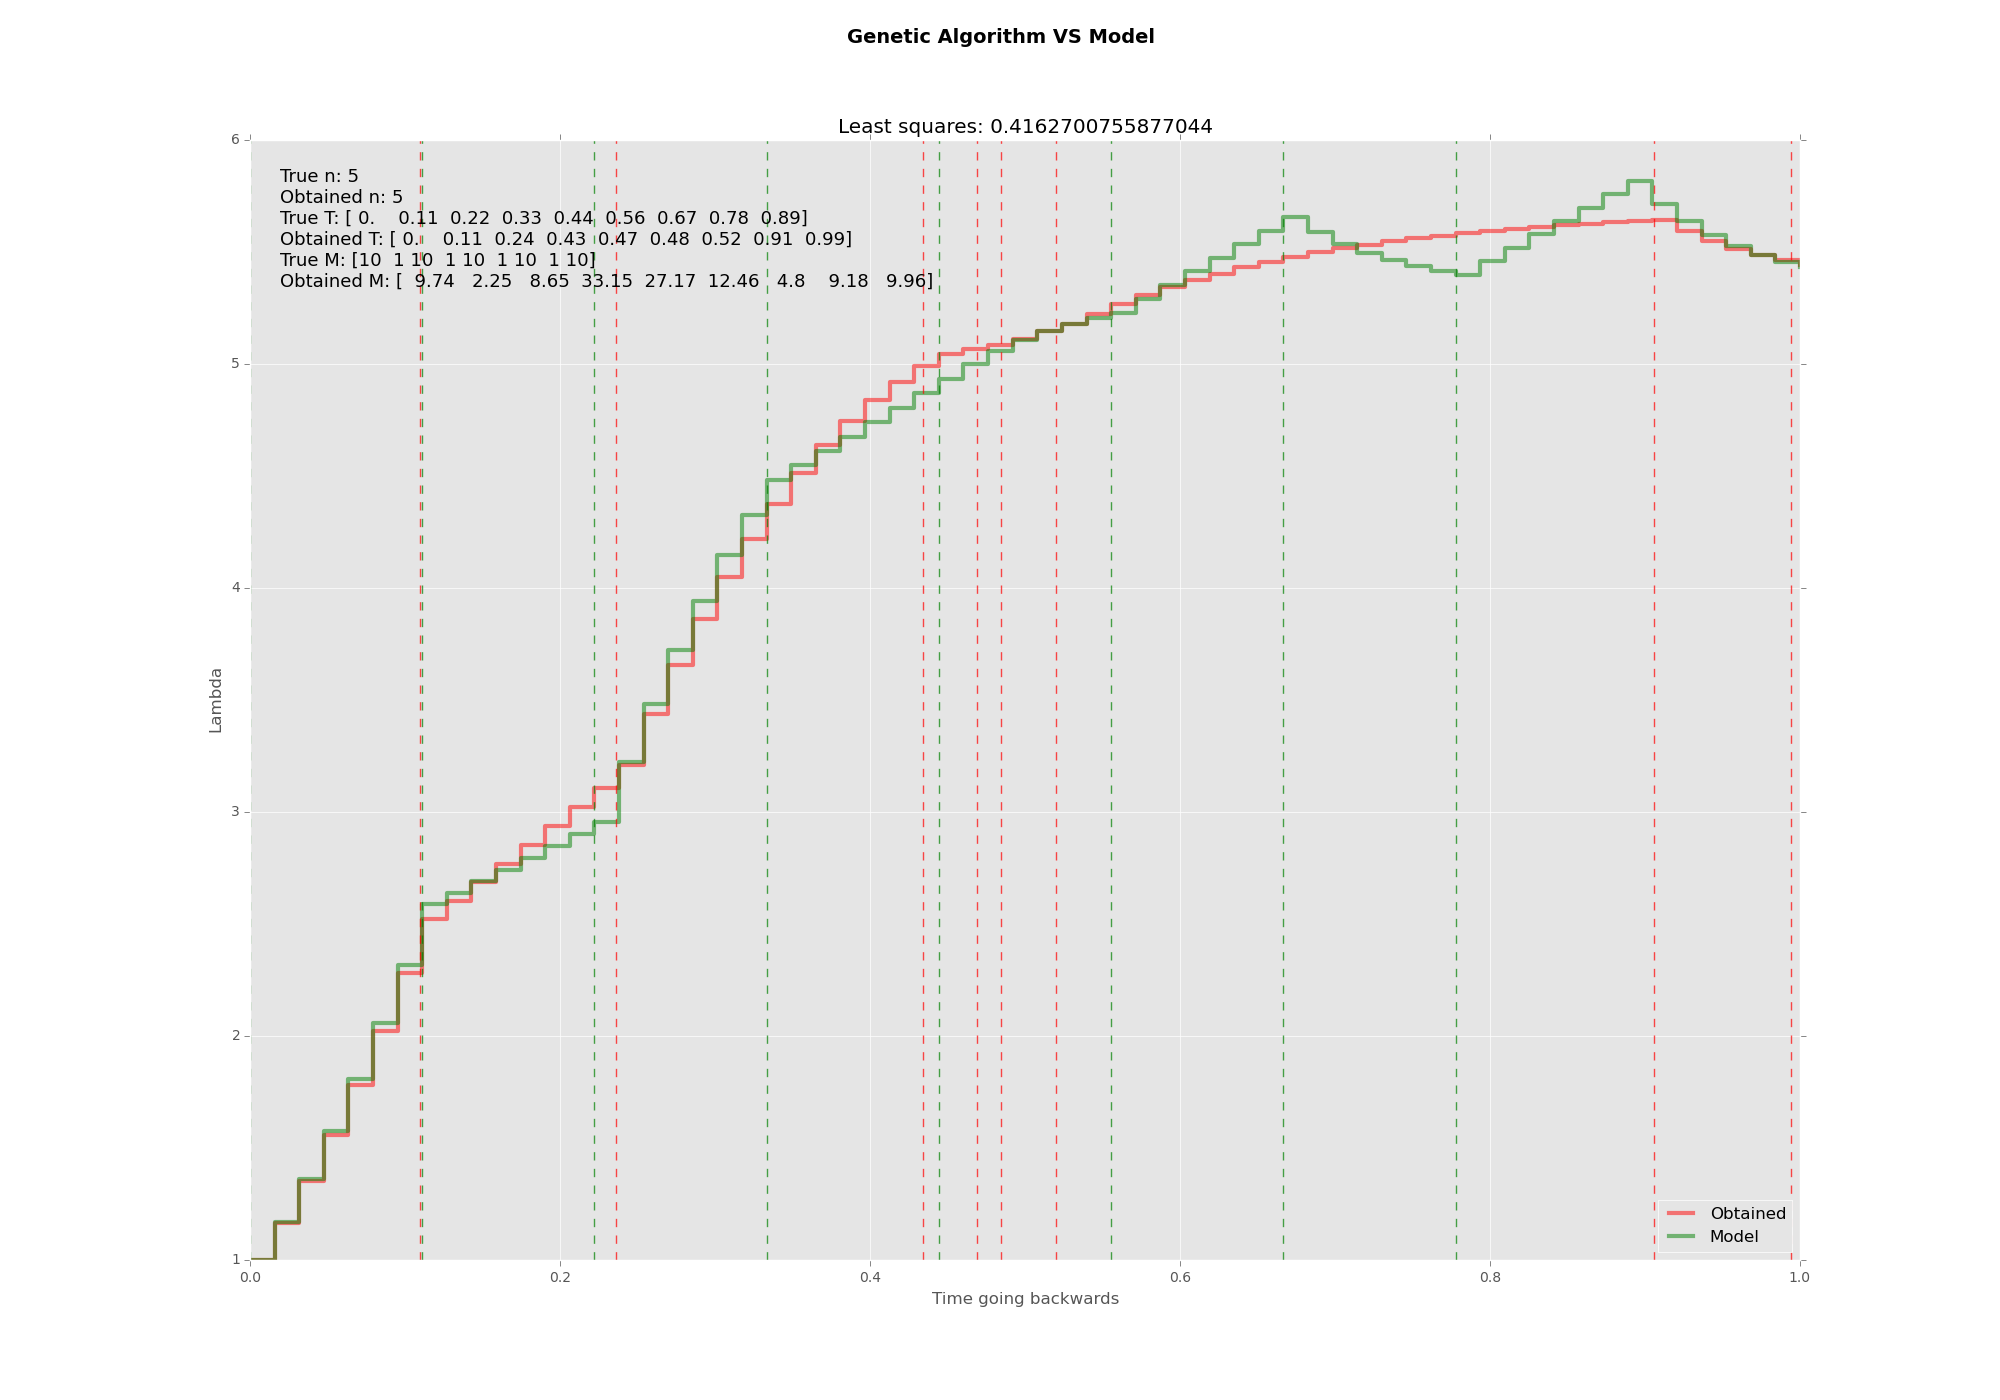 Genetic Algorithm VS Model
Least squares: 0.4162700755877044
True n: 5
Obtained n: 5
True T: [ 0.    0.11  0.22  0.33  0.44  0.56  0.67  0.78  0.89]
Obtained T: [ 0.    0.11  0.24  0.43  0.47  0.48  0.52  0.91  0.99]
True M: [10  1 10  1 10  1 10  1 10]
Obtained M: [  9.74   2.25   8.65  33.15  27.17  12.46   4.8    9.18   9.96]
6
5
4
3
2
1
Lambda
0.0 0.2 0.4 0.6 0.8 1.0
Time going backwards
Obtained
Model